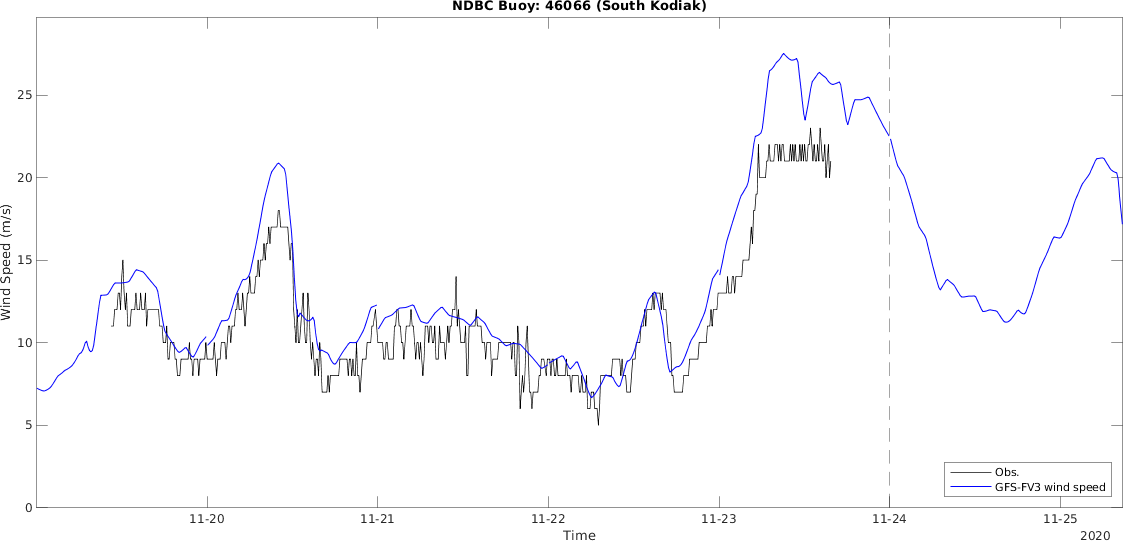 NDBC Buoy: 46066 (South Kodiak)
Wind Speed (m/s)
25
20
15
10
5
0
11-20
11-21
11-22
11-23
11-24
11-25
Time
2020
Obs.
GFS-FV3 wind speed